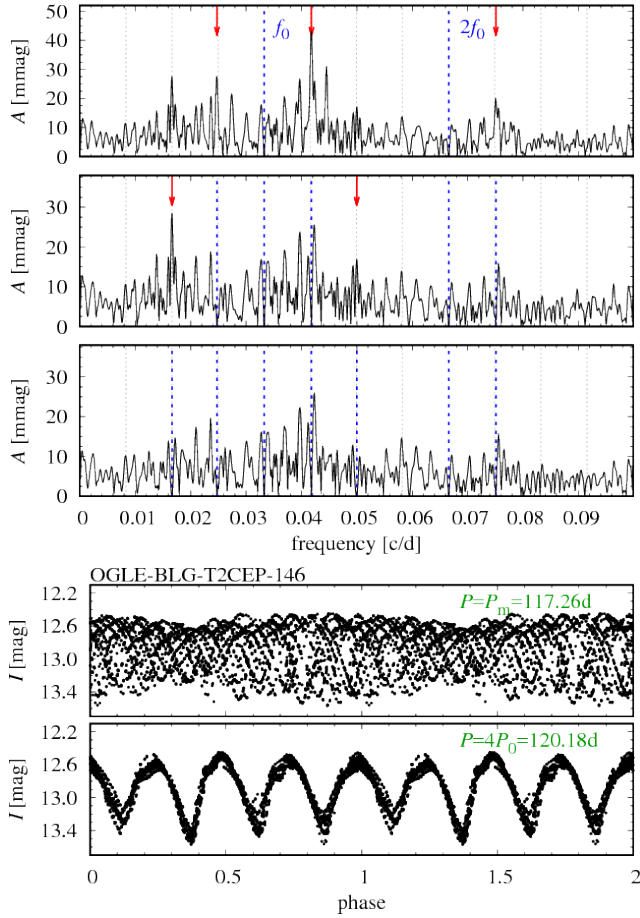 50
40
30
20
10
0
A [mmag]
f₀
2f₀
30
20
10
0
A [mmag]
30
20
10
0
A [mmag]
0 0.01 0.02 0.03 0.04 0.05 0.06 0.07 0.08 0.09
frequency [c/d]
OGLE-BLG-T2CEP-146
12.2
12.6
13.0
13.4
I [mag]
P=Pₘ=117.26d
12.2
12.6
13.0
13.4
I [mag]
P=4P₀=120.18d
0 0.5 1 1.5 2
phase